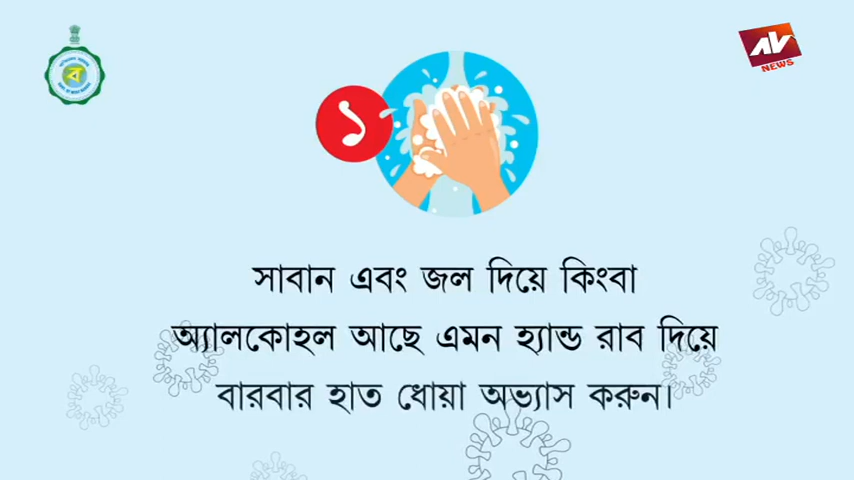 ব
AV
NEWS
১
সাবান এবং জল দিয়ে কিংবা
অ্যালকোহল আছে এমন হ্যান্ড রাব দিয়ে
বারবার হাত ধোয়া অভ্যাস করুন।